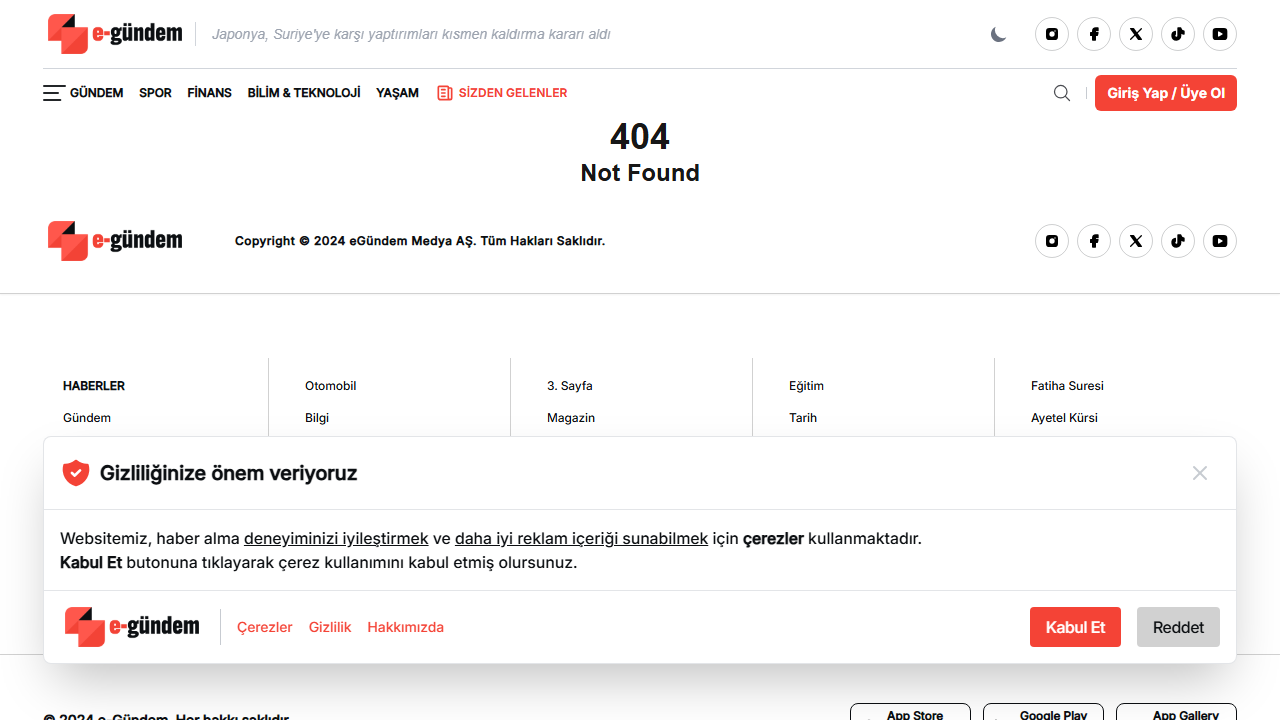 e-gündem
Japonya, Suriye'ye karşı yaptırımları kısmen kaldırma kararı aldı
GÜNDEM
SPOR
FİNANS
BİLİM & TEKNOLOJİ
YAŞAM
SİZDEN GELENLER
Giriş Yap / Üye Ol
404
Not Found
e-gündem
Copyright © 2024 eGündem Medya AŞ. Tüm Hakları Saklıdır.
HABERLER
Gündem
Otomobil
Bilgi
3. Sayfa
Magazin
Eğitim
Tarih
Fatiha Suresi
Ayetel Kürsi
Gizliliğinize önem veriyoruz
Websitemiz, haber alma deneyiminizi iyileştirmek ve daha iyi reklam içeriği sunabilmek için çerezler kullanmaktadır.
Kabul Et butonuna tıklayarak çerez kullanımını kabul etmiş olursunuz.
e-gündem
Çerezler
Gizlilik
Hakkımızda
Kabul Et
Reddet
© 2024 e-Gündem. Her hakkı saklıdır.
App Store
Google Play
App Gallery